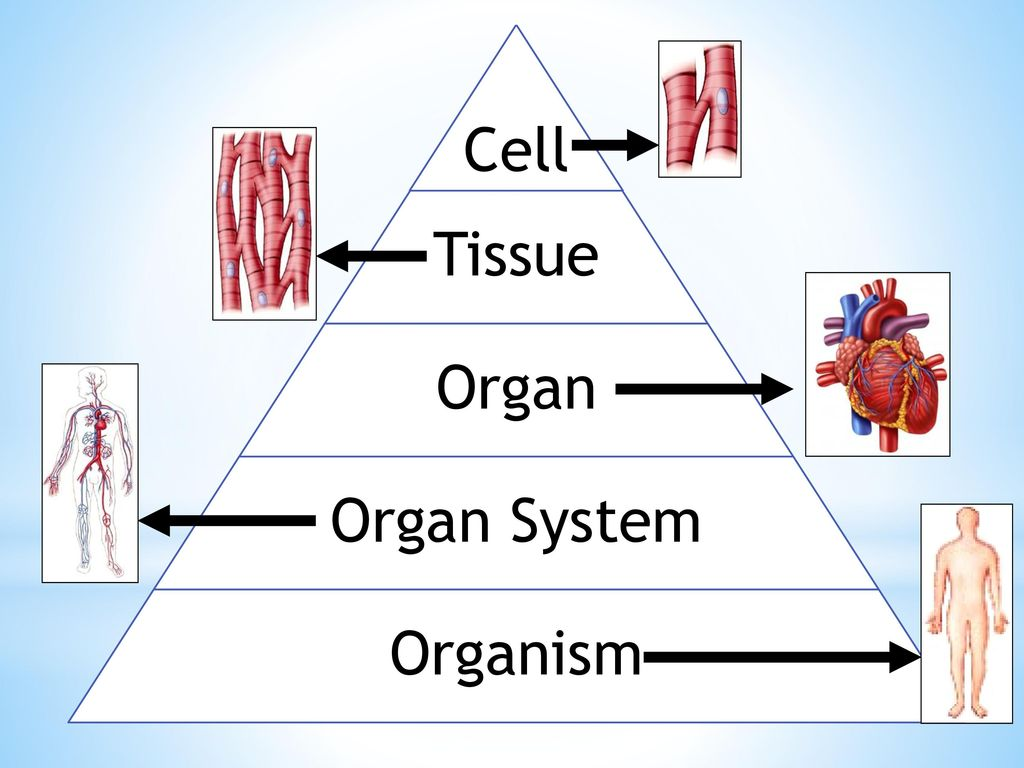 Cell
Tissue
Organ
Organ System
Organism